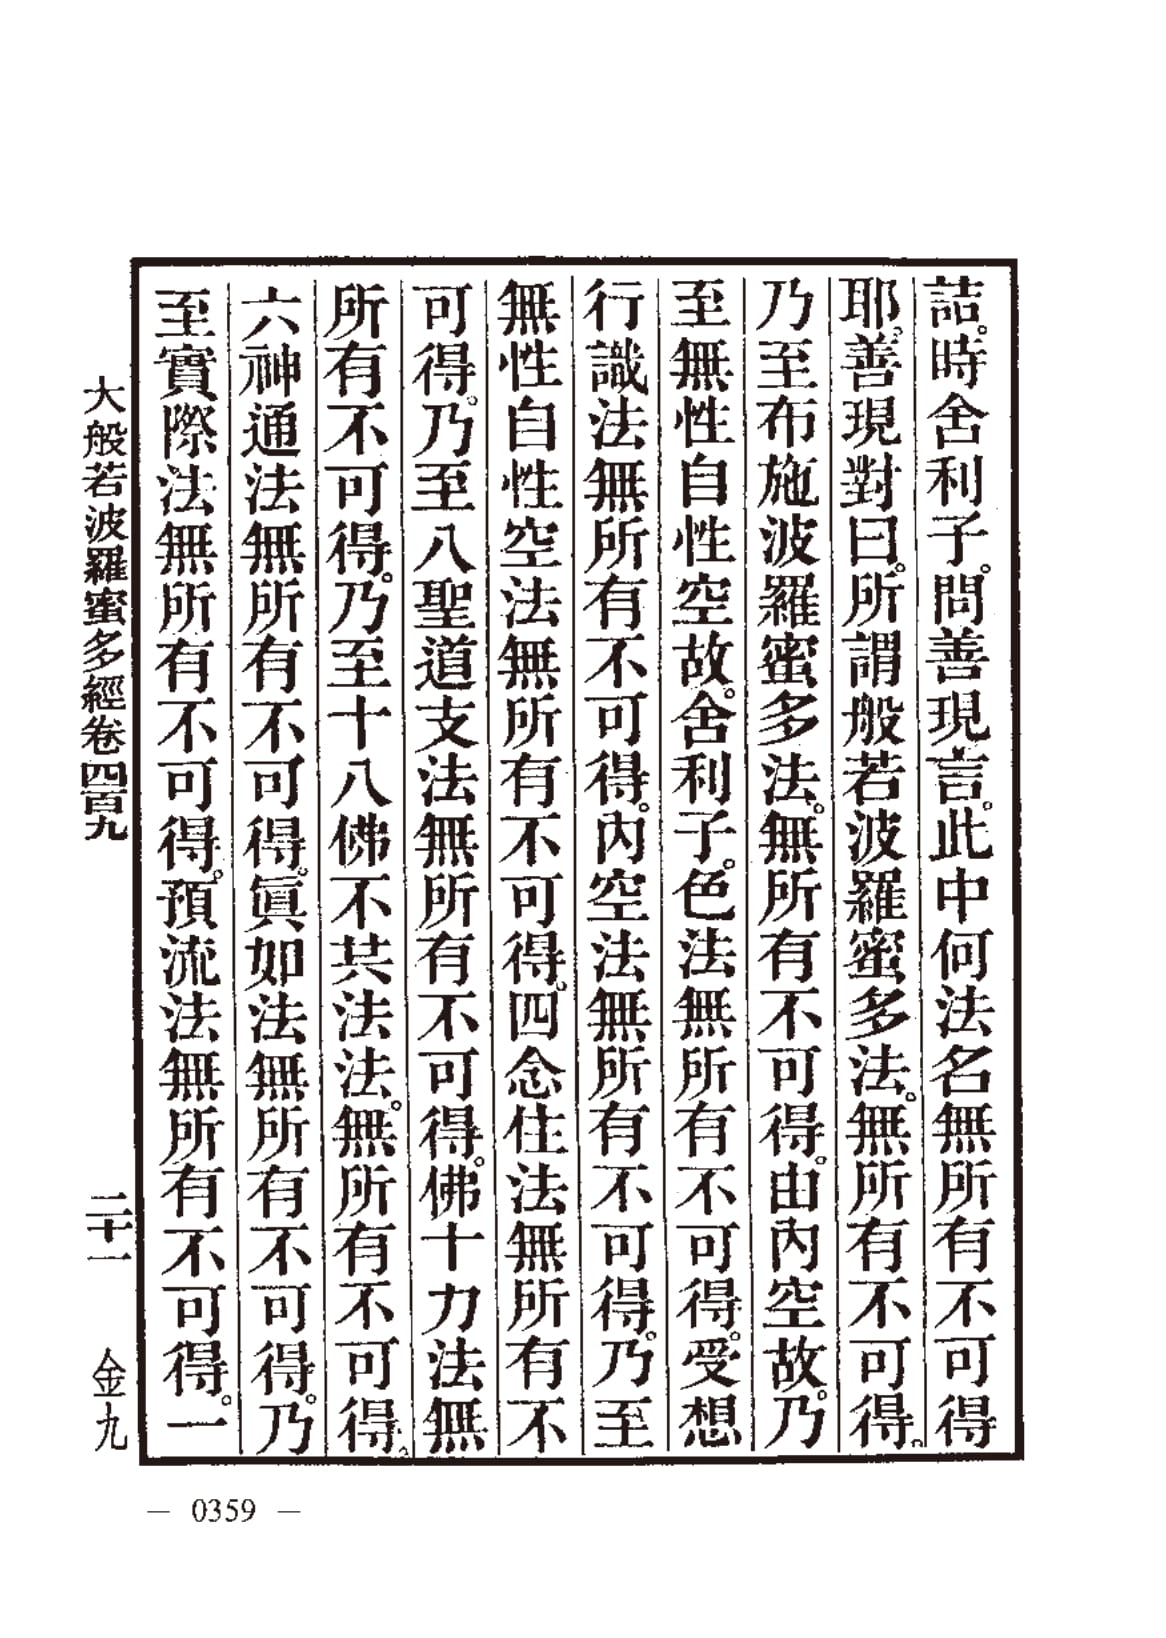 詰。時舍利子。問善現言。此中何法名無所有不可得
耶。善現對曰。所謂般若波羅蜜多法。無所有不可得。
乃至布施波羅蜜多法。無所有不可得。由內空故。乃
至無性自性空故。舍利子。色法無所有不可得。受想
行識法無所有不可得。內空法無所有不可得。乃至
無性自性空法無所有不可得。四念住法無所有不
可得。乃至八聖道支法無所有不可得。佛十力法無
所有不可得。乃至十八佛不共法法。無所有不可得。
六神通法無所有不可得。眞如法無所有不可得。乃
至實際法無所有不可得。預流法無所有不可得。一
大般若波羅蜜多經卷四百九 二十一 金九
— 0359 —